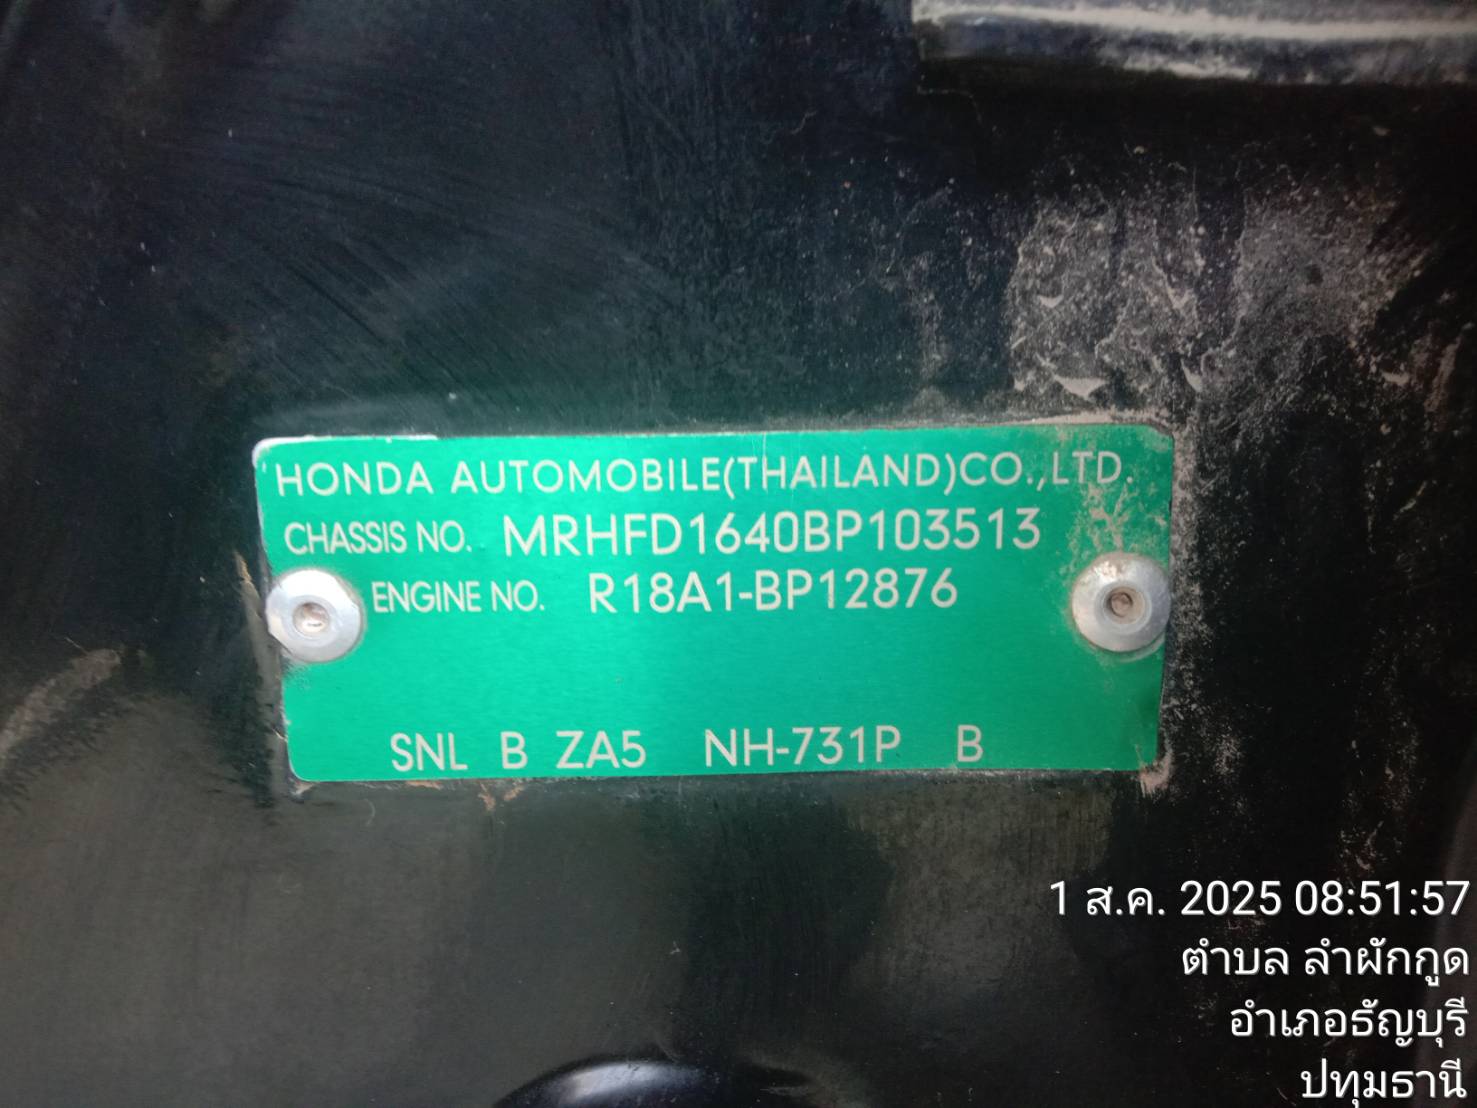 HONDA AUTOMOBILE(THAILAND)CO.,LTD.
CHASSIS NO. MRHFD1640BP103513
ENGINE NO. R18A1-BP12876
SNL B ZA5 NH-731P B
1 ส.ค. 2025 08:51:57
ตำบล ลำผักกูด
อำเภอธัญบุรี
ปทุมธานี